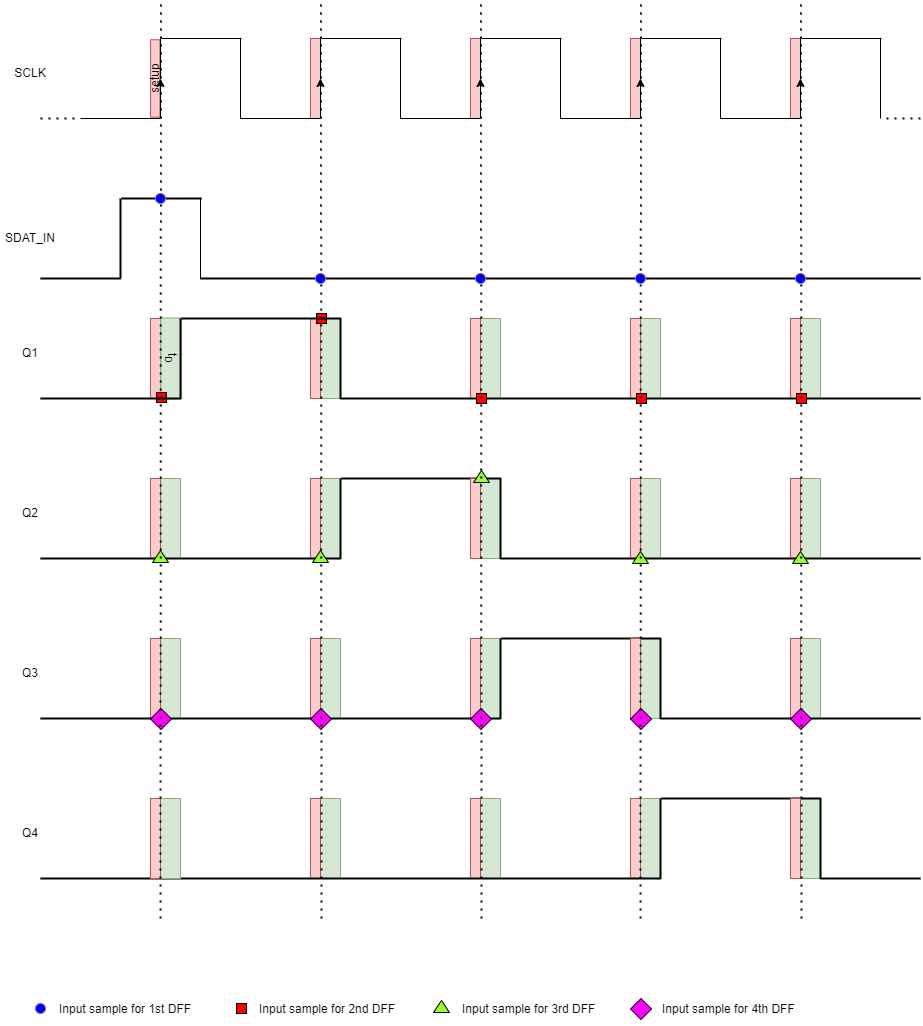 setup
SCLK
SDAT_IN
Q1
tp
Q2
Q3
Q4
Input sample for 1st DFF
Input sample for 2nd DFF
Input sample for 3rd DFF
Input sample for 4th DFF